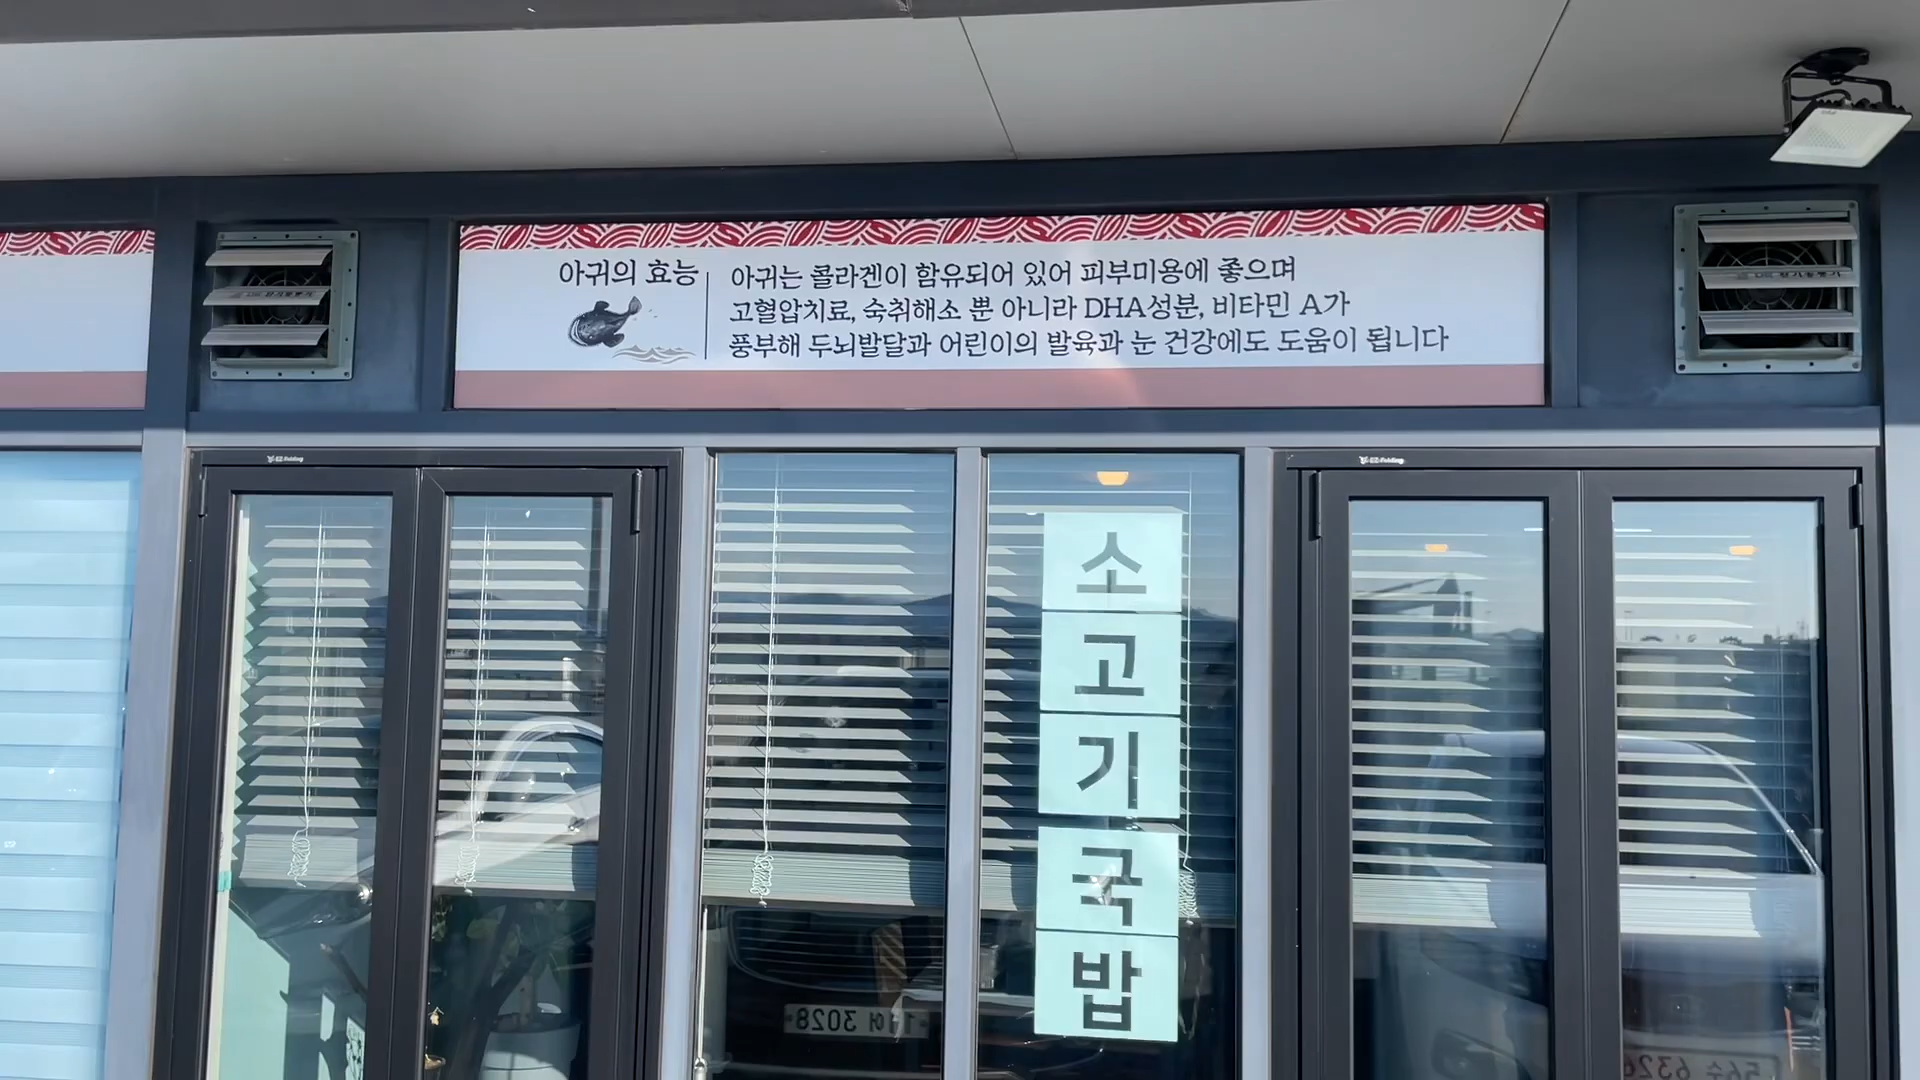 아귀의 효능
아귀는 콜라겐이 함유되어 있어 피부미용에 좋으며
고혈압치료, 숙취해소 뿐 아니라 DHA성분, 비타민 A가
풍부해 두뇌발달과 어린이의 발육과 눈 건강에도 도움이 됩니다
소
고
기
국
밥